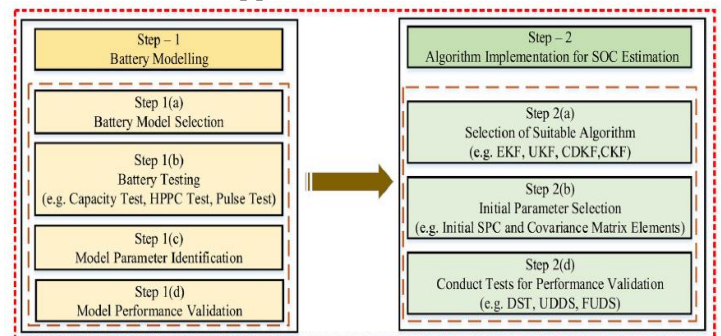 Step – 1
Battery Modelling
Step 1(a)
Battery Model Selection
Step 1(b)
Battery Testing
(e.g. Capacity Test, HPPC Test, Pulse Test)
Step 1(c)
Model Parameter Identification
Step 1(d)
Model Performance Validation
Step – 2
Algorithm Implementation for SOC Estimation
Step 2(a)
Selection of Suitable Algorithm
(e.g. EKF, UKF, CDKF,CKF)
Step 2(b)
Initial Parameter Selection
(e.g. Initial SPC and Covariance Matrix Elements)
Step 2(d)
Conduct Tests for Performance Validation
(e.g. DST, UDDS, FUDS)